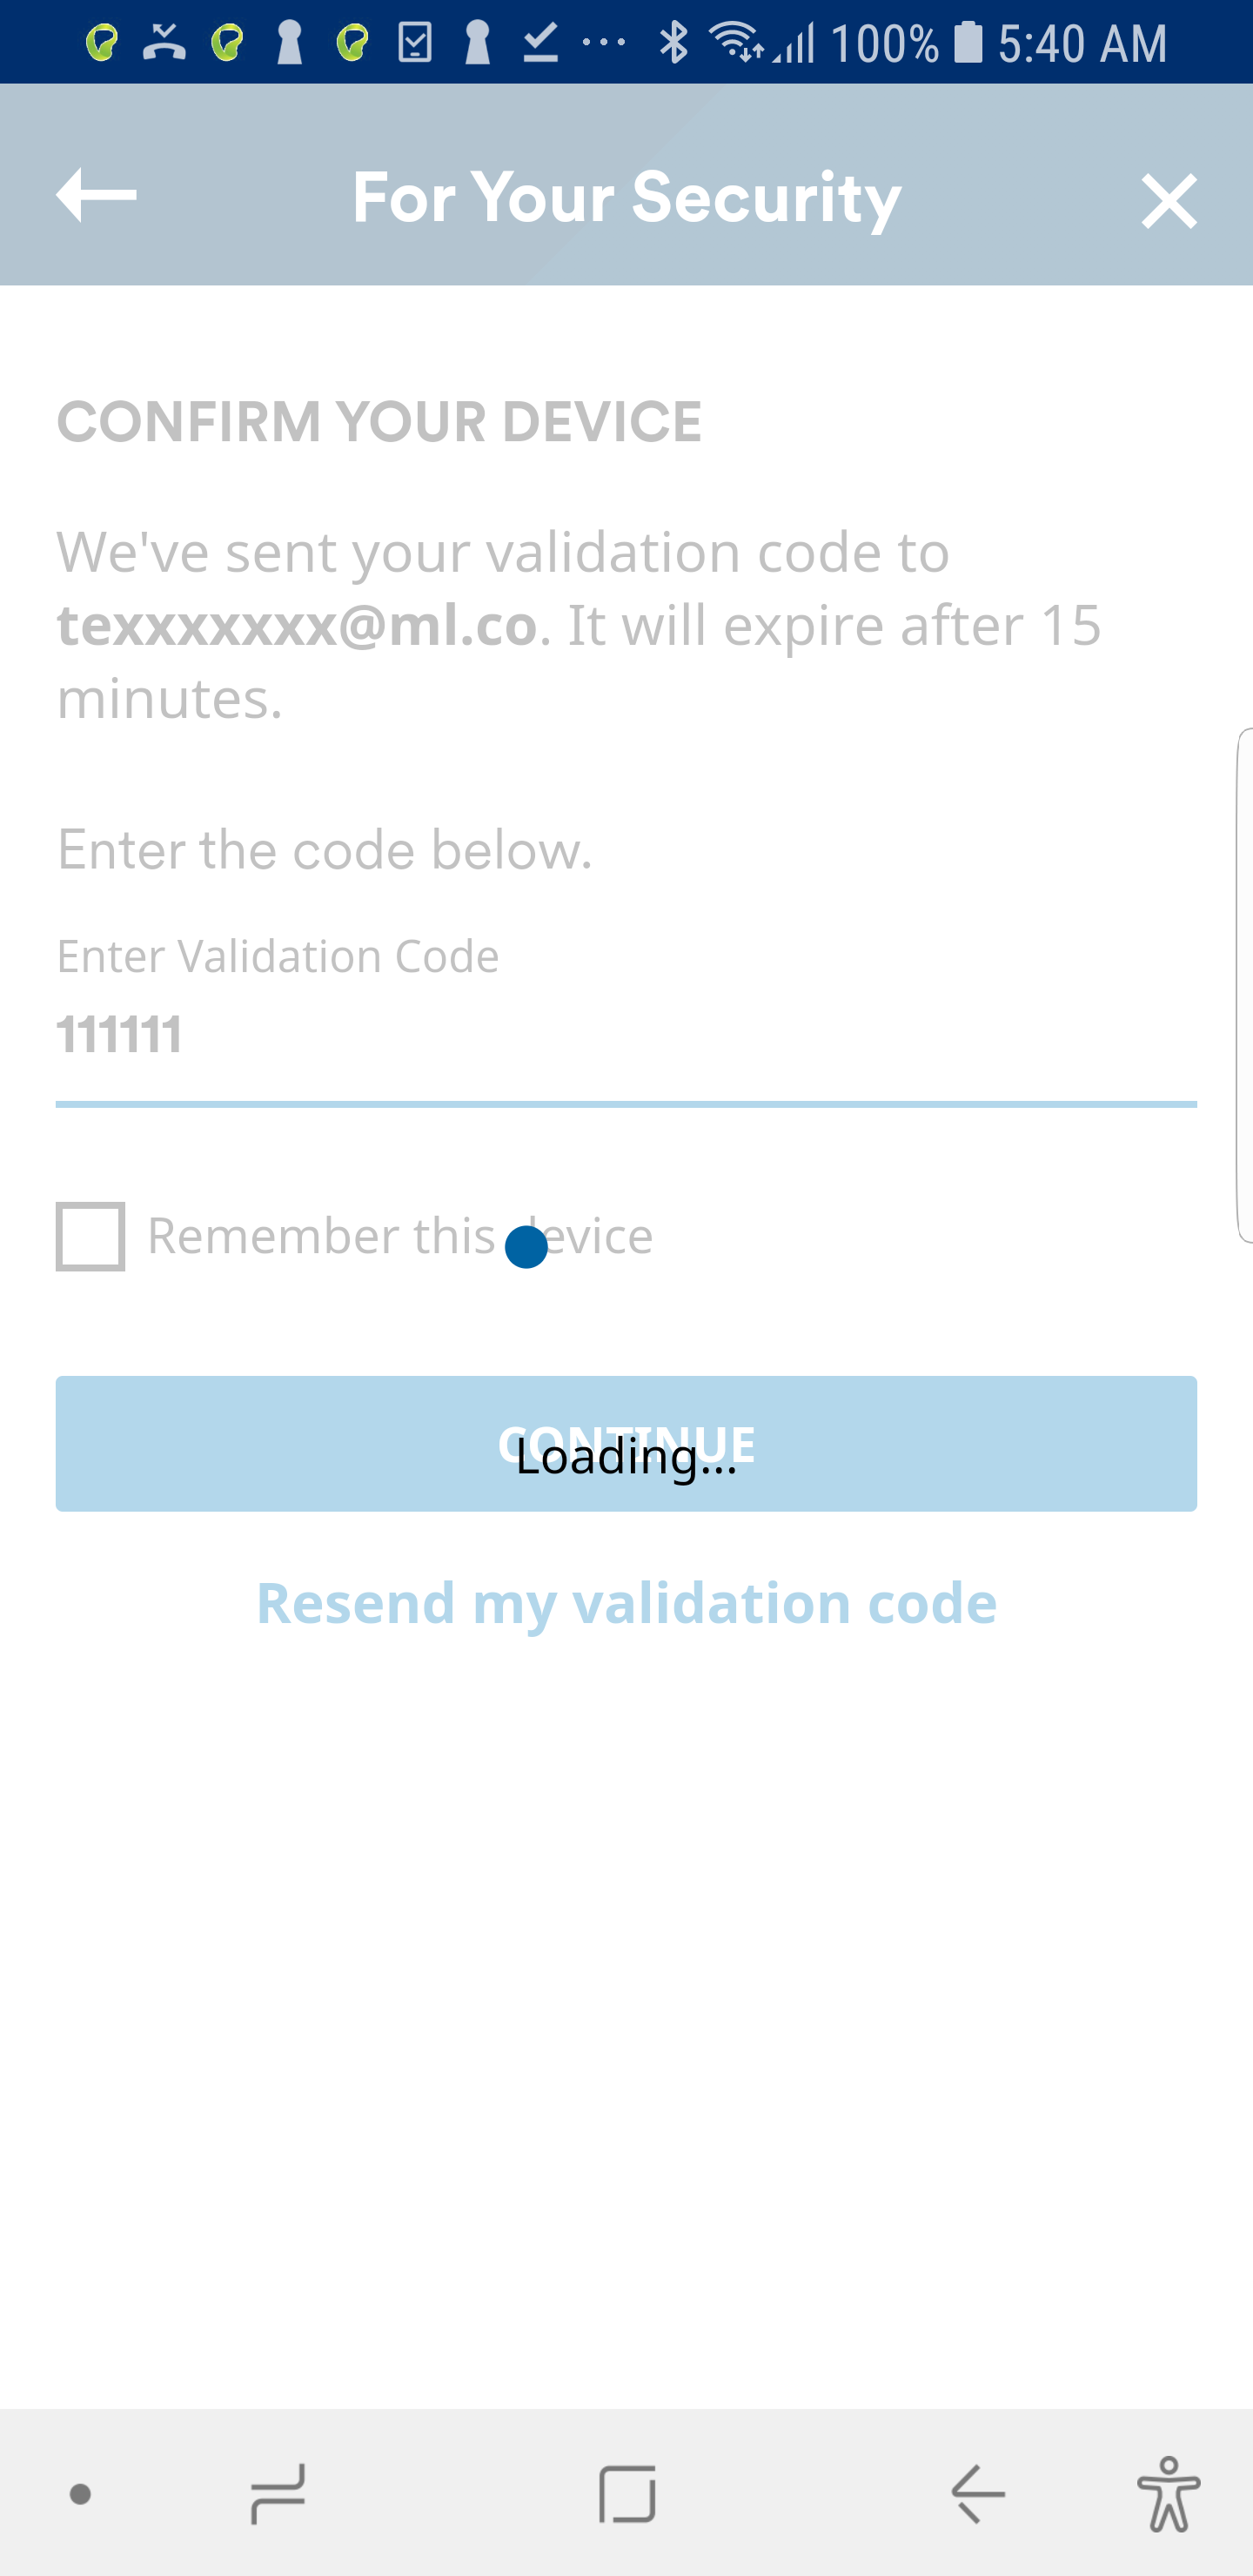 100% 5:40 AM
For Your Security
CONFIRM YOUR DEVICE
We've sent your validation code to
texxxxxxx@ml.co. It will expire after 15
minutes.
Enter the code below.
Enter Validation Code
111111
Remember this device
CONTINUE
Loading...
Resend my validation code